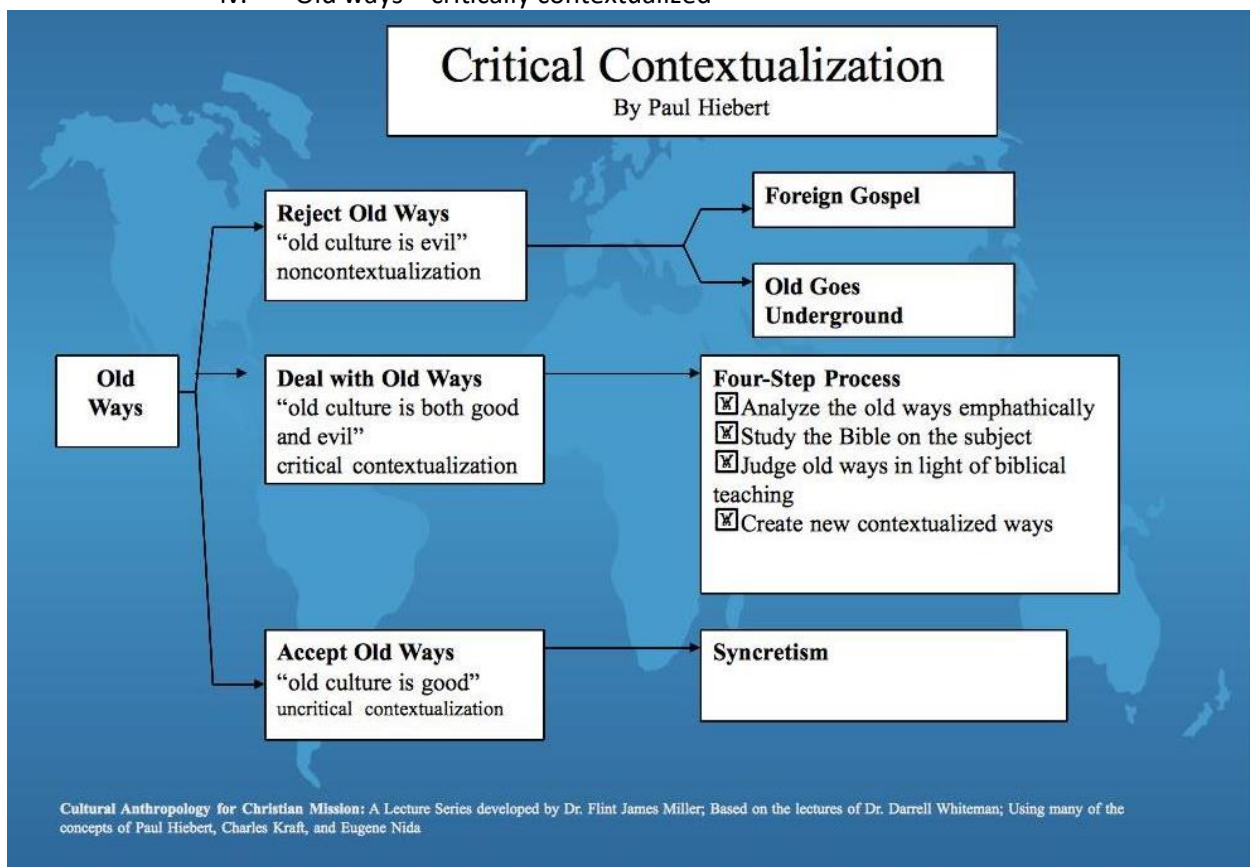 Old ways – critically contextualized
Critical Contextualization
By Paul Hiebert
Reject Old Ways
“old culture is evil”
noncontextualization
Foreign Gospel
Old Goes
Underground
Old
Ways
Deal with Old Ways
“old culture is both good
and evil”
critical contextualization
Four-Step Process
Analyze the old ways emphathically
Study the Bible on the subject
Judge old ways in light of biblical
teaching
Create new contextualized ways
Accept Old Ways
“old culture is good”
uncritical contextualization
Syncretism
Cultural Anthropology for Christian Mission: A Lecture Series developed by Dr. Flint James Miller; Based on the lectures of Dr. Darrell Whiteman; Using many of the
concepts of Paul Hiebert, Charles Kraft, and Eugene Nida